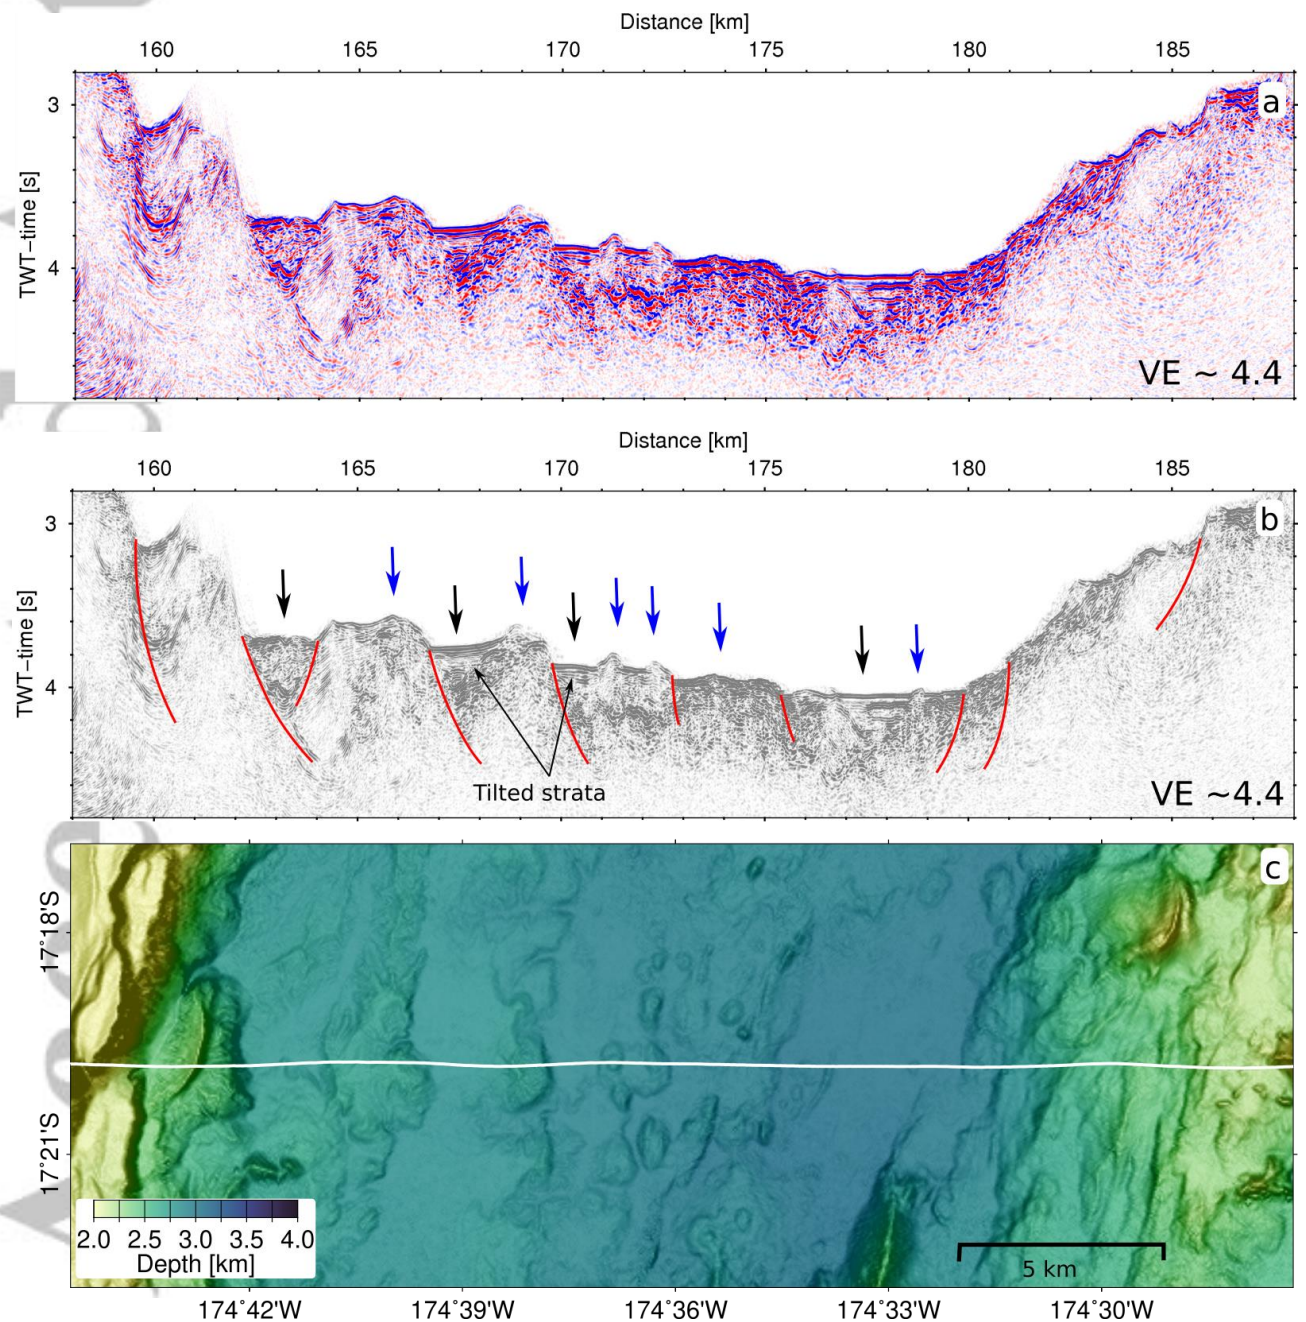 Distance [km]
160 165 170 175 180 185
a
3
4
TWT−time [s]
VE ~ 4.4
Distance [km]
160 165 170 175 180 185
b
3
4
TWT−time [s]
Tilted strata
VE ~4.4
c
17˚18'S
17˚21'S
2.0 2.5 3.0 3.5 4.0
Depth [km]
5 km
174˚42'W 174˚39'W 174˚36'W 174˚33'W 174˚30'W